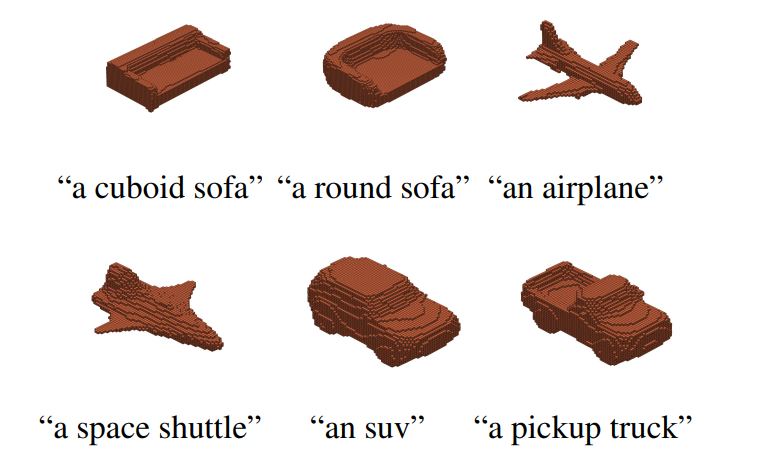 “a cuboid sofa” “a round sofa” “an airplane”
“a space shuttle” “an suv” “a pickup truck”